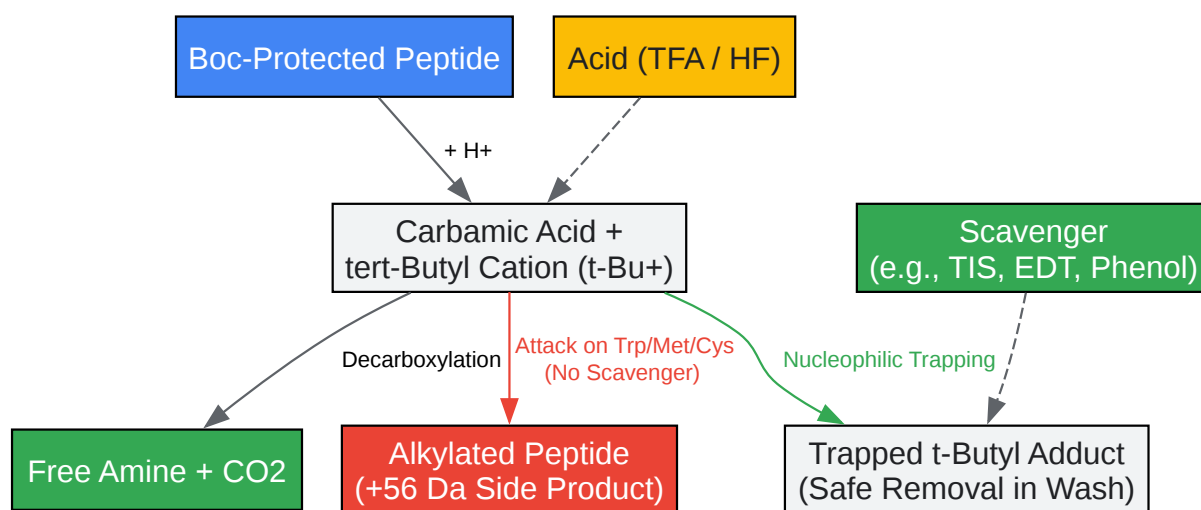 Boc-Protected Peptide
Acid (TFA / HF)
+ H+
Carbamic Acid +
tert-Butyl Cation (t-Bu+)
Scavenger
(e.g., TIS, EDT, Phenol)
Decarboxylation
Attack on Trp/Met/Cys
(No Scavenger)
Nucleophilic Trapping
Free Amine + CO2
Alkylated Peptide
(+56 Da Side Product)
Trapped t-Butyl Adduct
(Safe Removal in Wash)